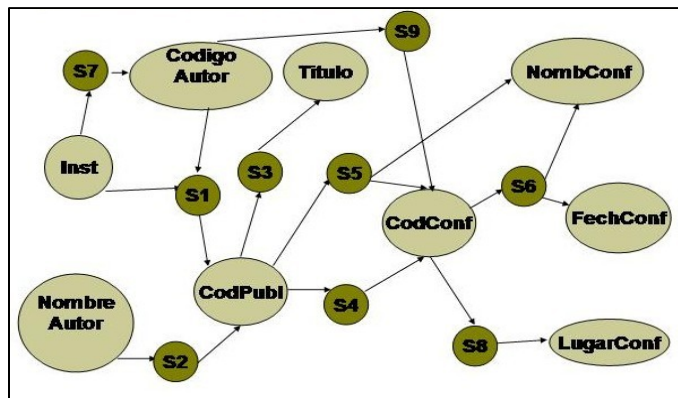 S9
Codigo
Autor
Titulo
NombConf
S7
Inst
S1
S3
S5
S6
CodConf
FechConf
CodPubl
S4
Nombre
Autor
S2
S8
LugarConf